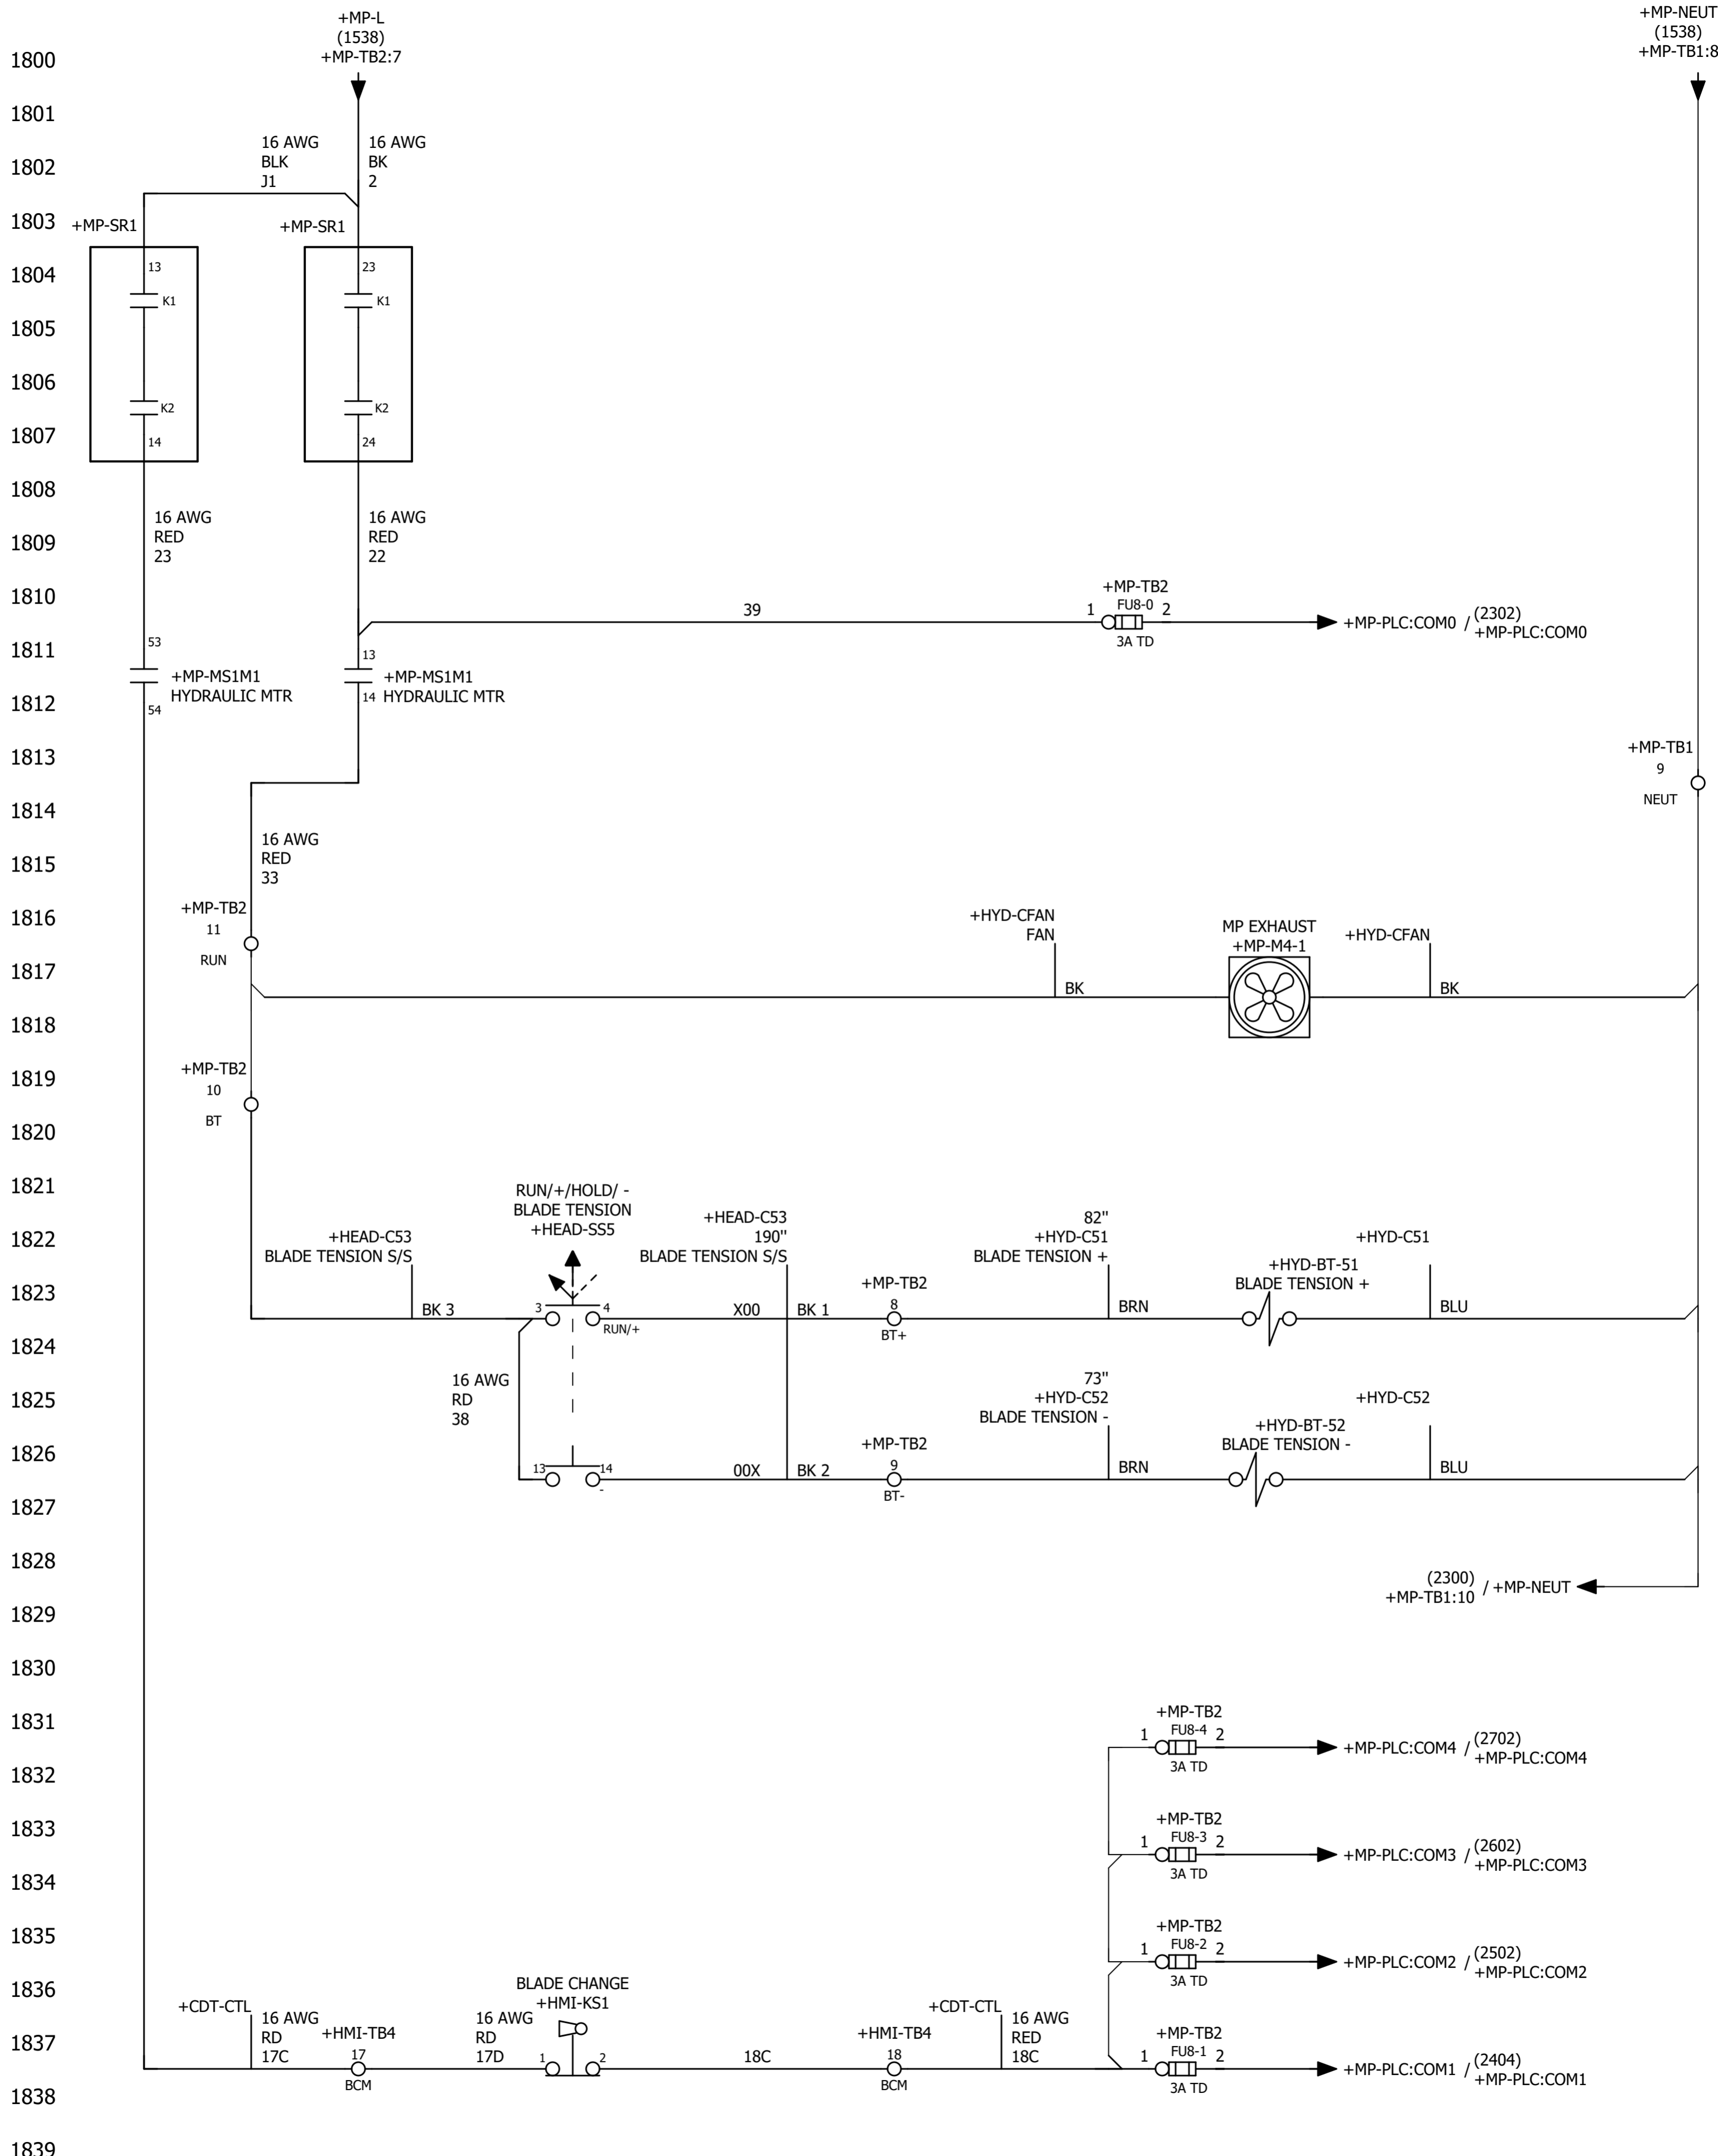 +MP-L
(1538)
+MP-TB2:7
+MP-NEUT
(1538)
+MP-TB1:8
1800
1801
16 AWG
BLK
J1
16 AWG
BK
2
1802
1803
+MP-SR1
+MP-SR1
1804
13
K1
23
K1
1805
1806
K2
14
K2
24
1807
1808
16 AWG
RED
23
16 AWG
RED
22
1809
1810
39
+MP-TB2
1 FU8-0 2
3A TD
+MP-PLC:COM0 / (2302)
+MP-PLC:COM0
1811
53
+MP-MS1M1
HYDRAULIC MTR
54
13
+MP-MS1M1
14 HYDRAULIC MTR
1812
1813
+MP-TB1
9
NEUT
1814
16 AWG
RED
33
1815
1816
+MP-TB2
11
RUN
+HYD-CFAN
FAN
BK
MP EXHAUST
+MP-M4-1
+HYD-CFAN
BK
1817
1818
1819
+MP-TB2
10
BT
1820
1821
1822
+HEAD-C53
BLADE TENSION S/S
BK 3
RUN/+/HOLD/ -
BLADE TENSION
+HEAD-SS5
3
4
RUN/+
X00
+HEAD-C53
190"
BLADE TENSION S/S
BK 1
+MP-TB2
8
BT+
82"
+HYD-C51
BLADE TENSION +
BRN
+HYD-BT-51
BLADE TENSION +
+HYD-C51
BLU
1823
1824
16 AWG
RD
38
1825
1826
13
14
-
00X
BK 2
+MP-TB2
9
BT-
73"
+HYD-C52
BLADE TENSION -
BRN
+HYD-BT-52
BLADE TENSION -
+HYD-C52
BLU
1827
1828
(2300)
+MP-TB1:10 / +MP-NEUT
1829
1830
1831
+MP-TB2
1 FU8-4 2
3A TD
+MP-PLC:COM4 / (2702)
+MP-PLC:COM4
1832
1833
+MP-TB2
1 FU8-3 2
3A TD
+MP-PLC:COM3 / (2602)
+MP-PLC:COM3
1834
1835
+MP-TB2
1 FU8-2 2
3A TD
+MP-PLC:COM2 / (2502)
+MP-PLC:COM2
1836
+CDT-CTL
16 AWG
RD
17C
+HMI-TB4
17
BCM
16 AWG
RD
17D
BLADE CHANGE
+HMI-KS1
1
2
18C
+HMI-TB4
18
BCM
+CDT-CTL
16 AWG
RED
18C
1837
+MP-TB2
1 FU8-1 2
3A TD
+MP-PLC:COM1 / (2404)
+MP-PLC:COM1
1838
1839